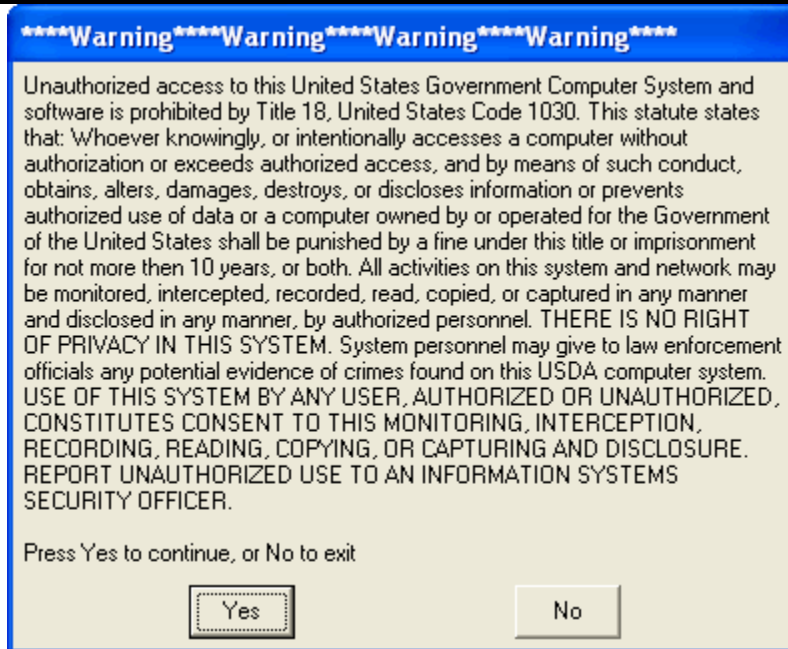 ****Warning****Warning****Warning****Warning****
Unauthorized access to this United States Government Computer System and
software is prohibited by Title 18, United States Code 1030. This statute states
that: Whoever knowingly, or intentionally accesses a computer without
authorization or exceeds authorized access, and by means of such conduct,
obtains, alters, damages, destroys, or discloses information or prevents
authorized use of data or a computer owned by or operated for the Government
of the United States shall be punished by a fine under this title or imprisonment
for not more then 10 years, or both. All activities on this system and network may
be monitored, intercepted, recorded, read, copied, or captured in any manner
and disclosed in any manner, by authorized personnel. THERE IS NO RIGHT
OF PRIVACY IN THIS SYSTEM. System personnel may give to law enforcement
officials any potential evidence of crimes found on this USDA computer system.
USE OF THIS SYSTEM BY ANY USER, AUTHORIZED OR UNAUTHORIZED,
CONSTITUTES CONSENT TO THIS MONITORING, INTERCEPTION,
RECORDING, READING, COPYING, OR CAPTURING AND DISCLOSURE.
REPORT UNAUTHORIZED USE TO AN INFORMATION SYSTEMS
SECURITY OFFICER.
Press Yes to continue, or No to exit
Yes No